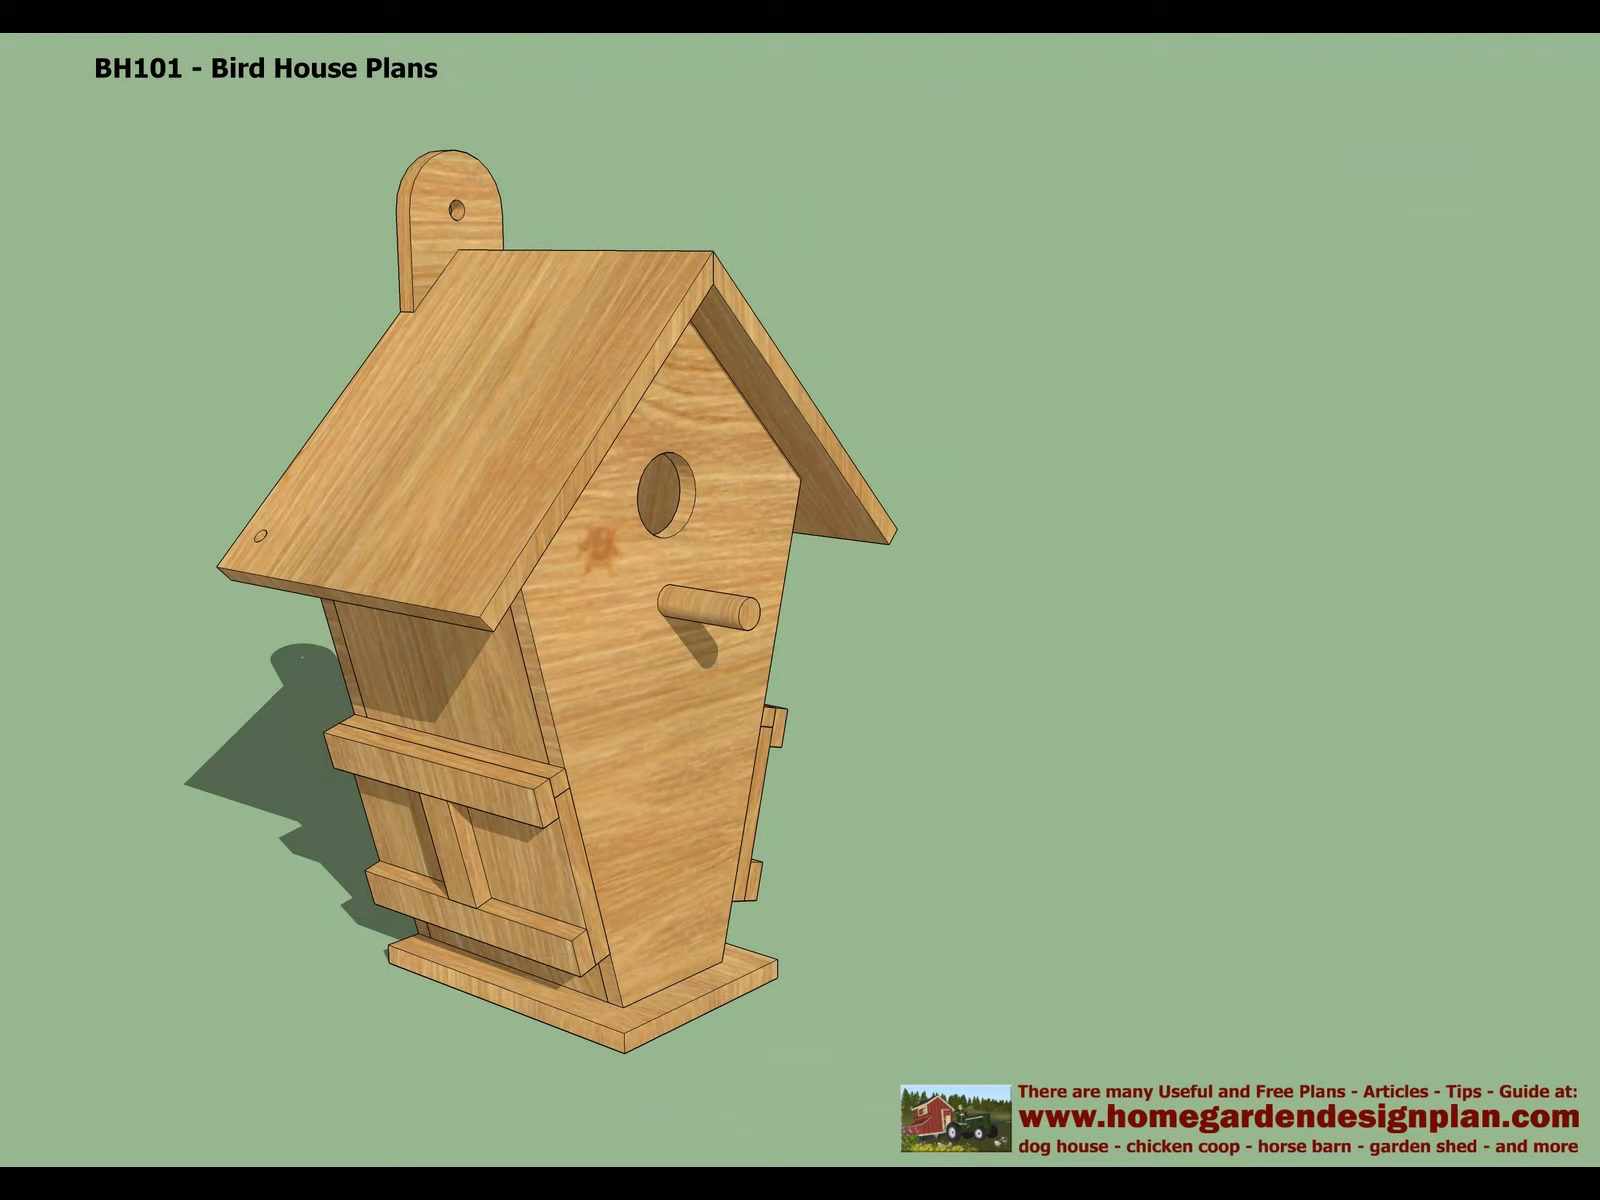 BH101 - Bird House Plans
There are many Useful and Free Plans - Articles - Tips - Guide at:
www.homegardendesignplan.com
dog house - chicken coop - horse barn - garden shed - and more